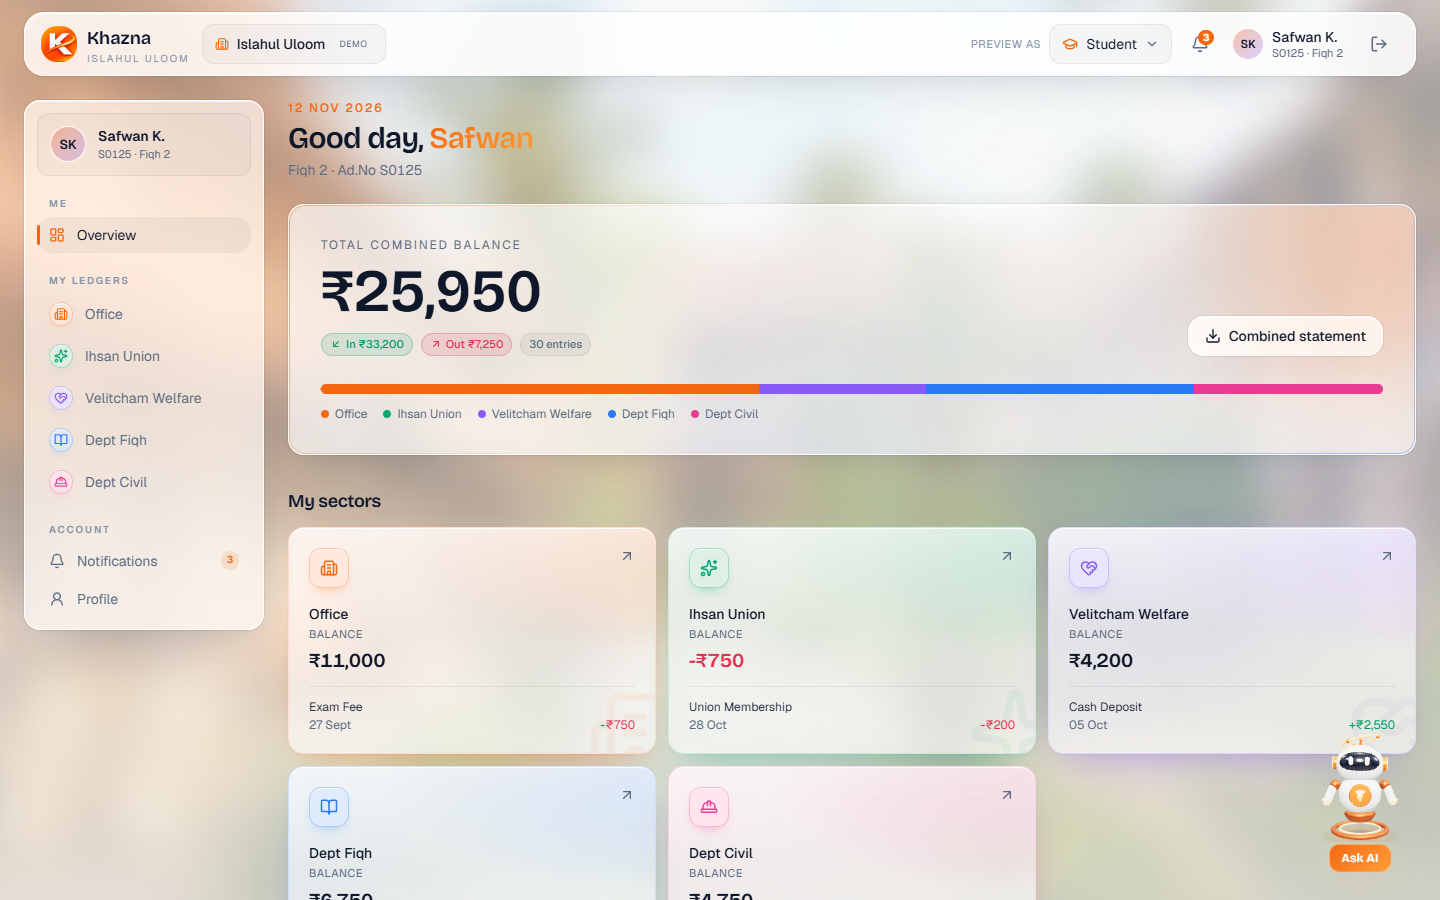 Khazna
ISLAHUL ULOOM
Islahul Uloom DEMO
PREVIEW AS
Student
3
SK
Safwan K.
S0125 · Fiqh 2
SK
Safwan K.
S0125 · Fiqh 2
ME
Overview
MY LEDGERS
Office
Ihsan Union
Velitcham Welfare
Dept Fiqh
Dept Civil
ACCOUNT
Notifications 3
Profile
12 NOV 2026
Good day, Safwan
Fiqh 2 · Ad.No S0125
TOTAL COMBINED BALANCE
₹25,950
In ₹33,200 Out ₹7,250 30 entries
Combined statement
Office Ihsan Union Velitcham Welfare Dept Fiqh Dept Civil
My sectors
Office
BALANCE
₹11,000
Exam Fee
27 Sept -₹750
Ihsan Union
BALANCE
-₹750
Union Membership
28 Oct -₹200
Velitcham Welfare
BALANCE
₹4,200
Cash Deposit
05 Oct +₹2,550
Dept Fiqh
BALANCE
₹6,750
Dept Civil
BALANCE
₹4,750
Ask AI